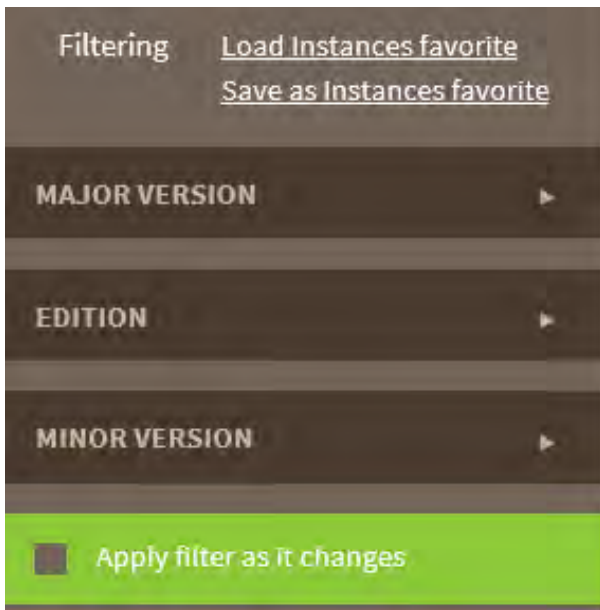 Filtering Load Instances favorite
Save as Instances favorite
MAJOR VERSION
EDITION
MINOR VERSION
Apply filter as it changes